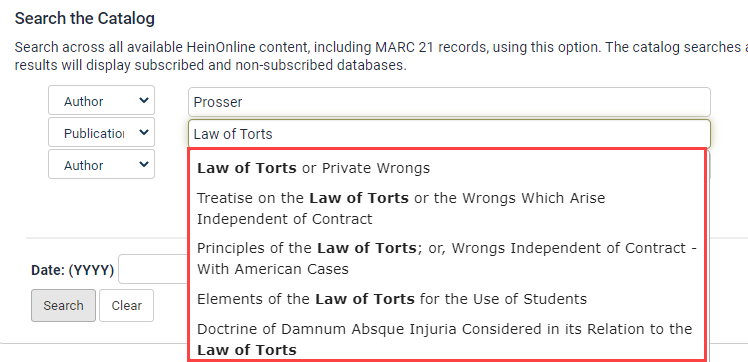 Search the Catalog
Search across all available HeinOnline content, including MARC 21 records, using this option. The catalog searches
results will display subscribed and non-subscribed databases.
Author
Prosser
Publication
Law of Torts
Author
Law of Torts or Private Wrongs
Treatise on the Law of Torts or the Wrongs Which Arise
Independent of Contract
Principles of the Law of Torts; or, Wrongs Independent of Contract -
With American Cases
Elements of the Law of Torts for the Use of Students
Doctrine of Damnum Absque Injuria Considered in its Relation to the
Law of Torts
Date: (YYYY)
Search
Clear